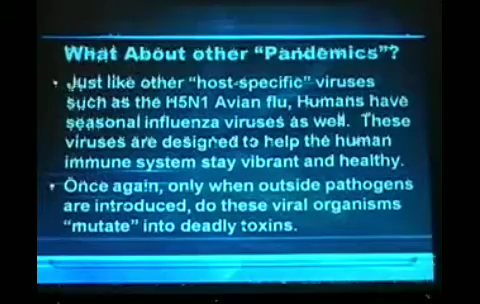 What About other “Pandemics”?
• Just like other “host-specific” viruses
such as the H5N1 Avian flu, Humans have
seasonal influenza viruses as well. These
viruses are designed to help the human
immune system stay vibrant and healthy.
• Once again, only when outside pathogens
are introduced, do these viral organisms
“mutate” into deadly toxins.